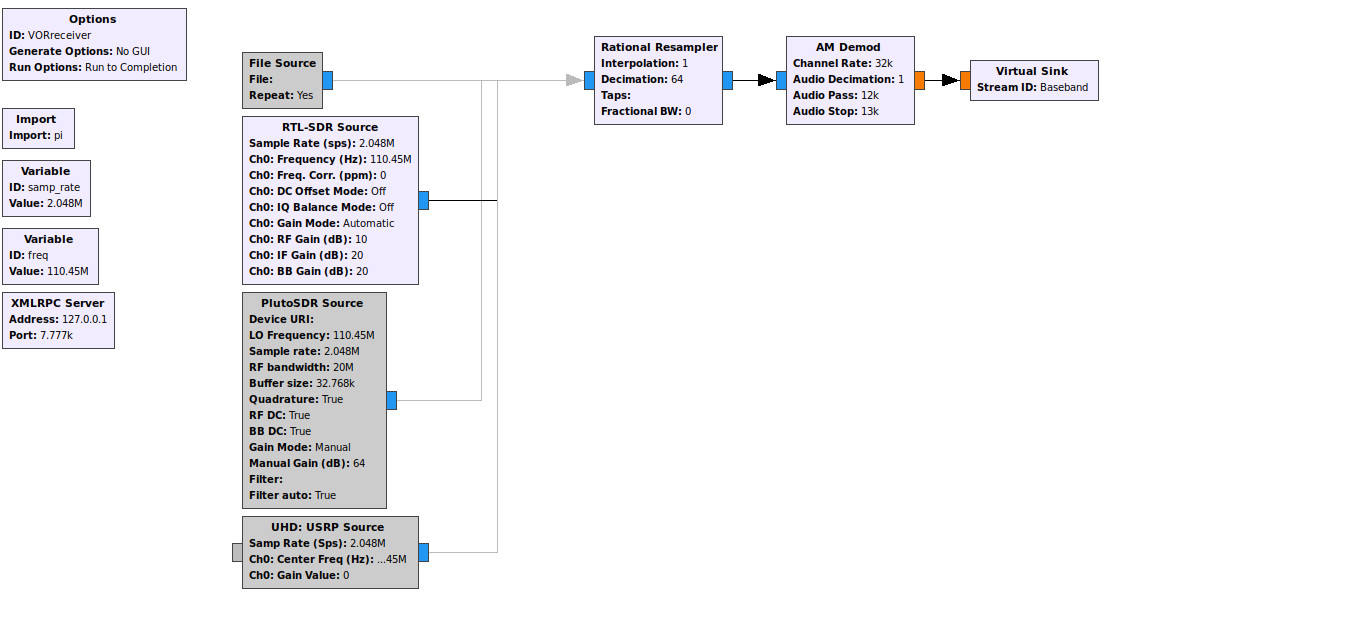 Options
ID: VORreceiver
Generate Options: No GUI
Run Options: Run to Completion
Import
Import: pi
Variable
ID: samp_rate
Value: 2.048M
Variable
ID: freq
Value: 110.45M
XMLRPC Server
Address: 127.0.0.1
Port: 7.777k
File Source
File:
Repeat: Yes
RTL-SDR Source
Sample Rate (sps): 2.048M
Ch0: Frequency (Hz): 110.45M
Ch0: Freq. Corr. (ppm): 0
Ch0: DC Offset Mode: Off
Ch0: IQ Balance Mode: Off
Ch0: Gain Mode: Automatic
Ch0: RF Gain (dB): 10
Ch0: IF Gain (dB): 20
Ch0: BB Gain (dB): 20
PlutoSDR Source
Device URI:
LO Frequency: 110.45M
Sample rate: 2.048M
RF bandwidth: 20M
Buffer size: 32.768k
Quadrature: True
RF DC: True
BB DC: True
Gain Mode: Manual
Manual Gain (dB): 64
Filter:
Filter auto: True
UHD: USRP Source
Samp Rate (Sps): 2.048M
Ch0: Center Freq (Hz): ...45M
Ch0: Gain Value: 0
Rational Resampler
Interpolation: 1
Decimation: 64
Taps:
Fractional BW: 0
AM Demod
Channel Rate: 32k
Audio Decimation: 1
Audio Pass: 12k
Audio Stop: 13k
Virtual Sink
Stream ID: Baseband